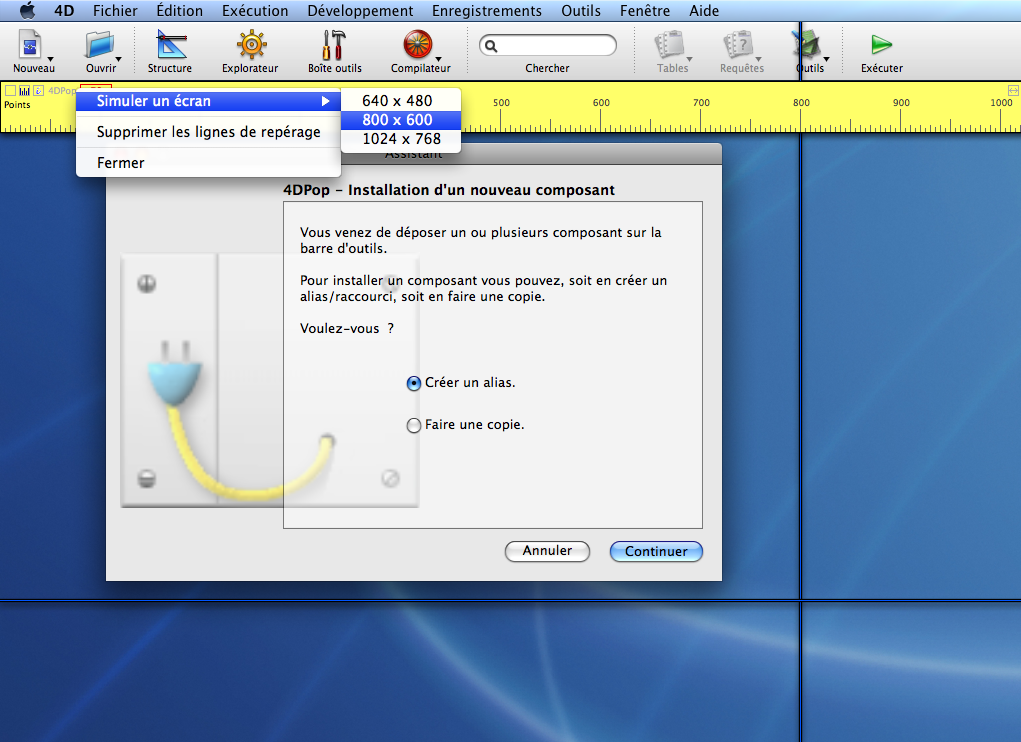 4D Fichier Édition Exécution Développement Enregistrements Outils Fenêtre Aide
Nouveau Ouvrir Structure Explorateur Boîte outils Compilateur Chercher Tables Requêtes Outils Exécuter
4DPop
Points
500 600 700 800 900 1000
Simuler un écran
Supprimer les lignes de repérage
Fermer
640 x 480
800 x 600
1024 x 768
Assistant
4DPop - Installation d'un nouveau composant
Vous venez de déposer un ou plusieurs composant sur la
barre d'outils.
Pour installer un composant vous pouvez, soit en créer un
alias/raccourci, soit en faire une copie.
Voulez-vous ?
Créer un alias.
Faire une copie.
Annuler
Continuer